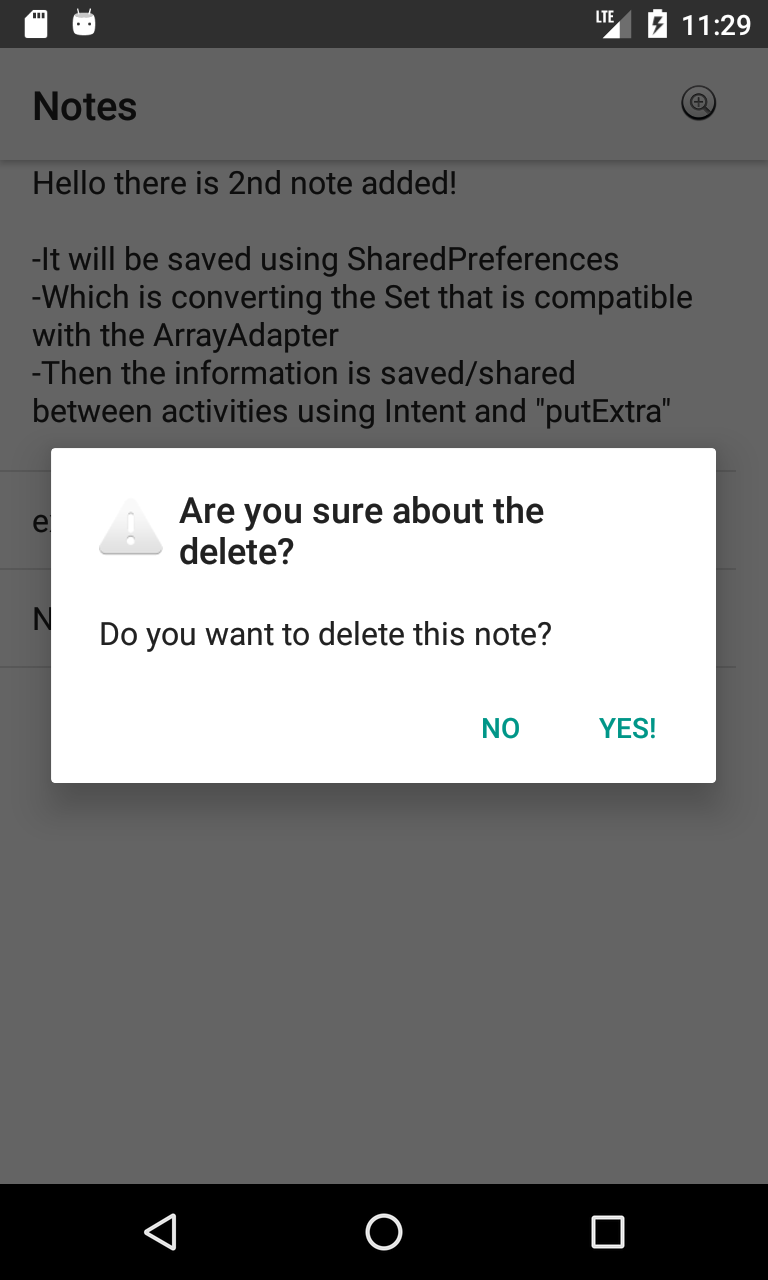 LTE 11:29
Notes
Hello there is 2nd note added!
-It will be saved using SharedPreferences
-Which is converting the Set that is compatible
with the ArrayAdapter
-Then the information is saved/shared
between activities using Intent and "putExtra"
Are you sure about the
delete?
Do you want to delete this note?
NO YES!